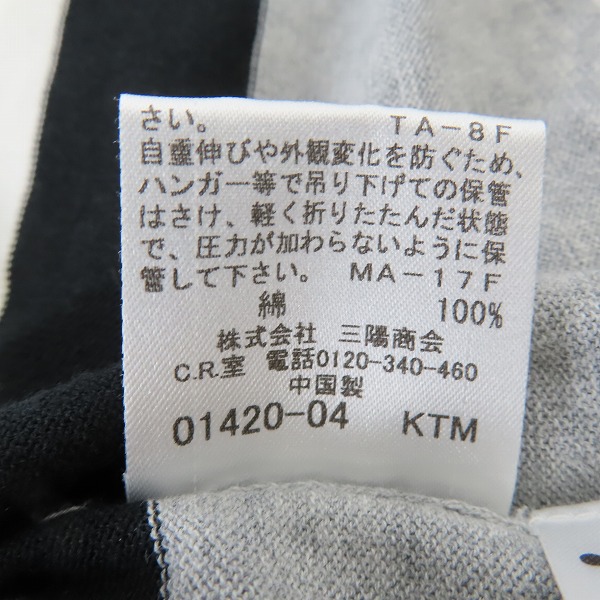 さい。 TA-8F
自重伸びや外観変化を防ぐため、
ハンガー等で吊り下げての保管
はさけ、軽く折りたたんだ状態
で、圧力が加わらないように保
管して下さい。 MA-17F
綿 100%
株式会社 三陽商会
C.R.室 電話0120-340-460
中国製
01420-04 KTM